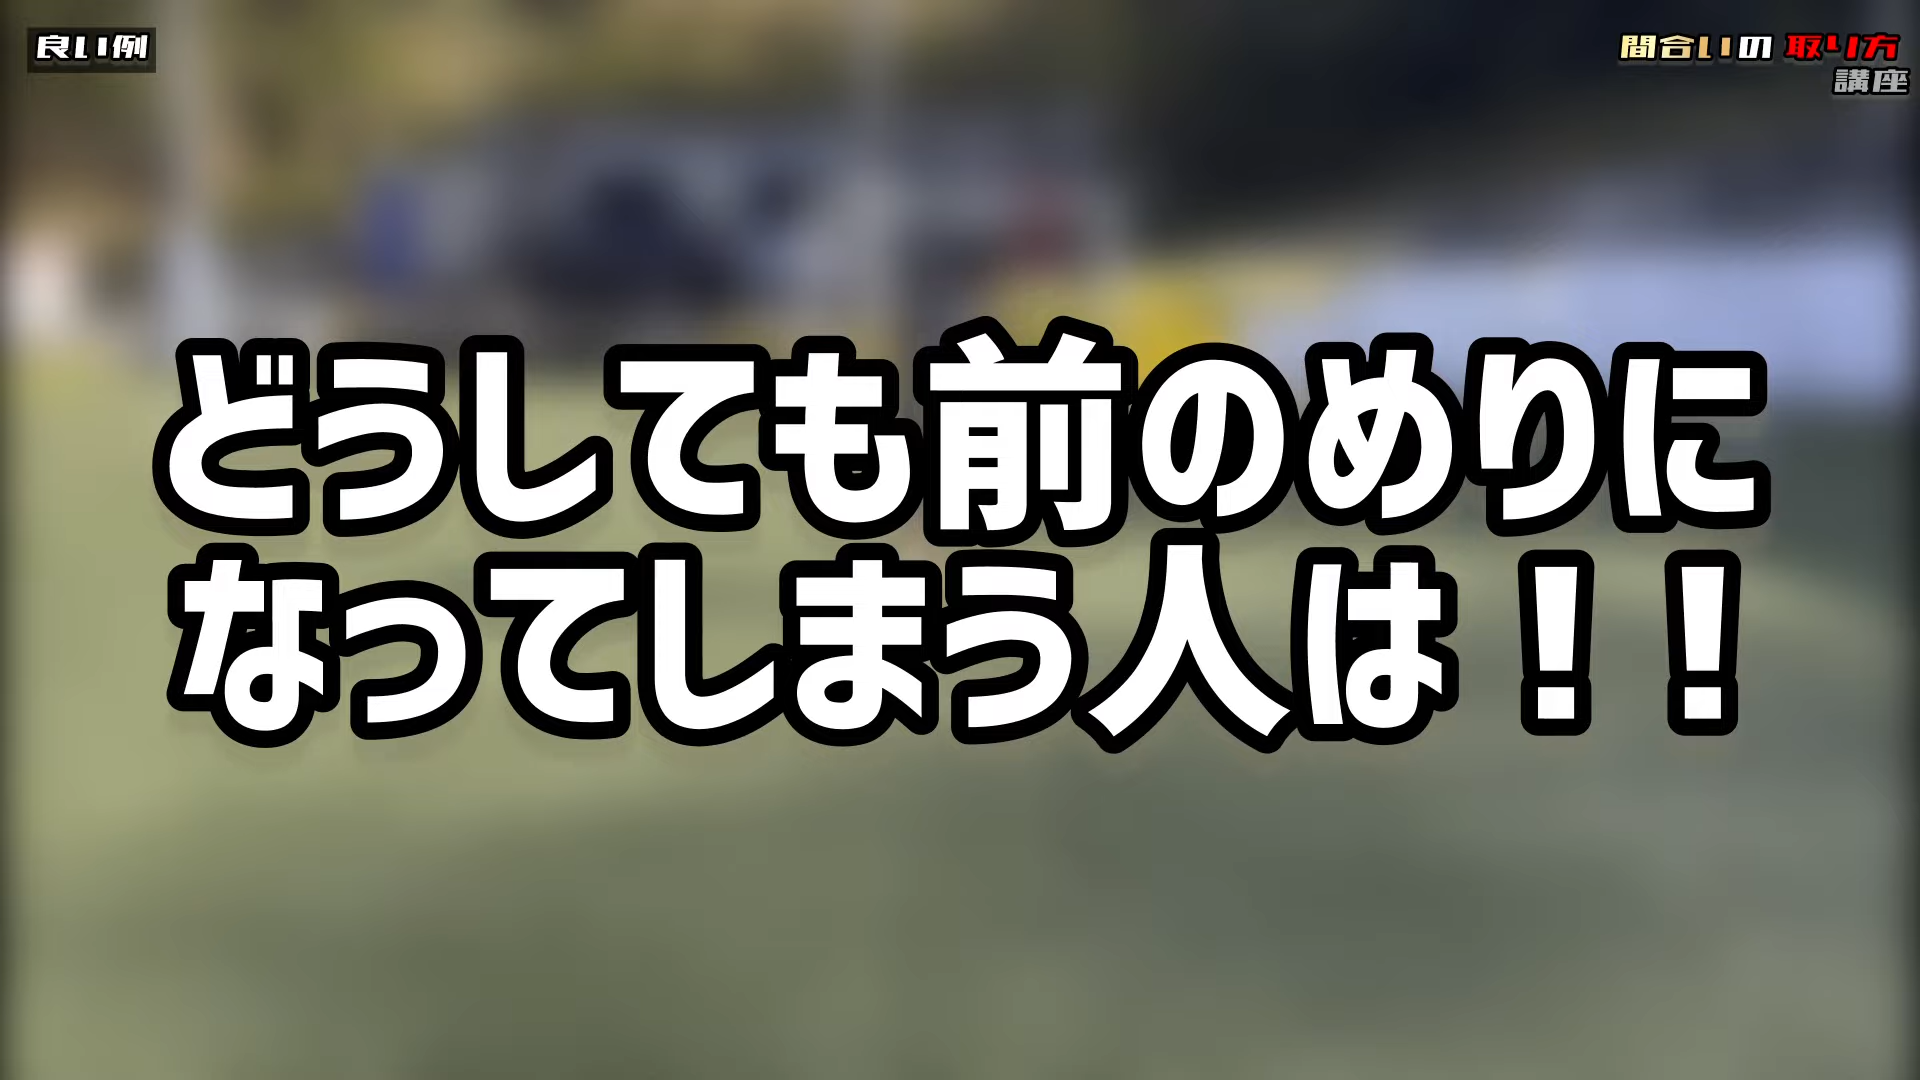 良い例
間合いの取り方
講座
どうしても前のめりに
なってしまう人は！！